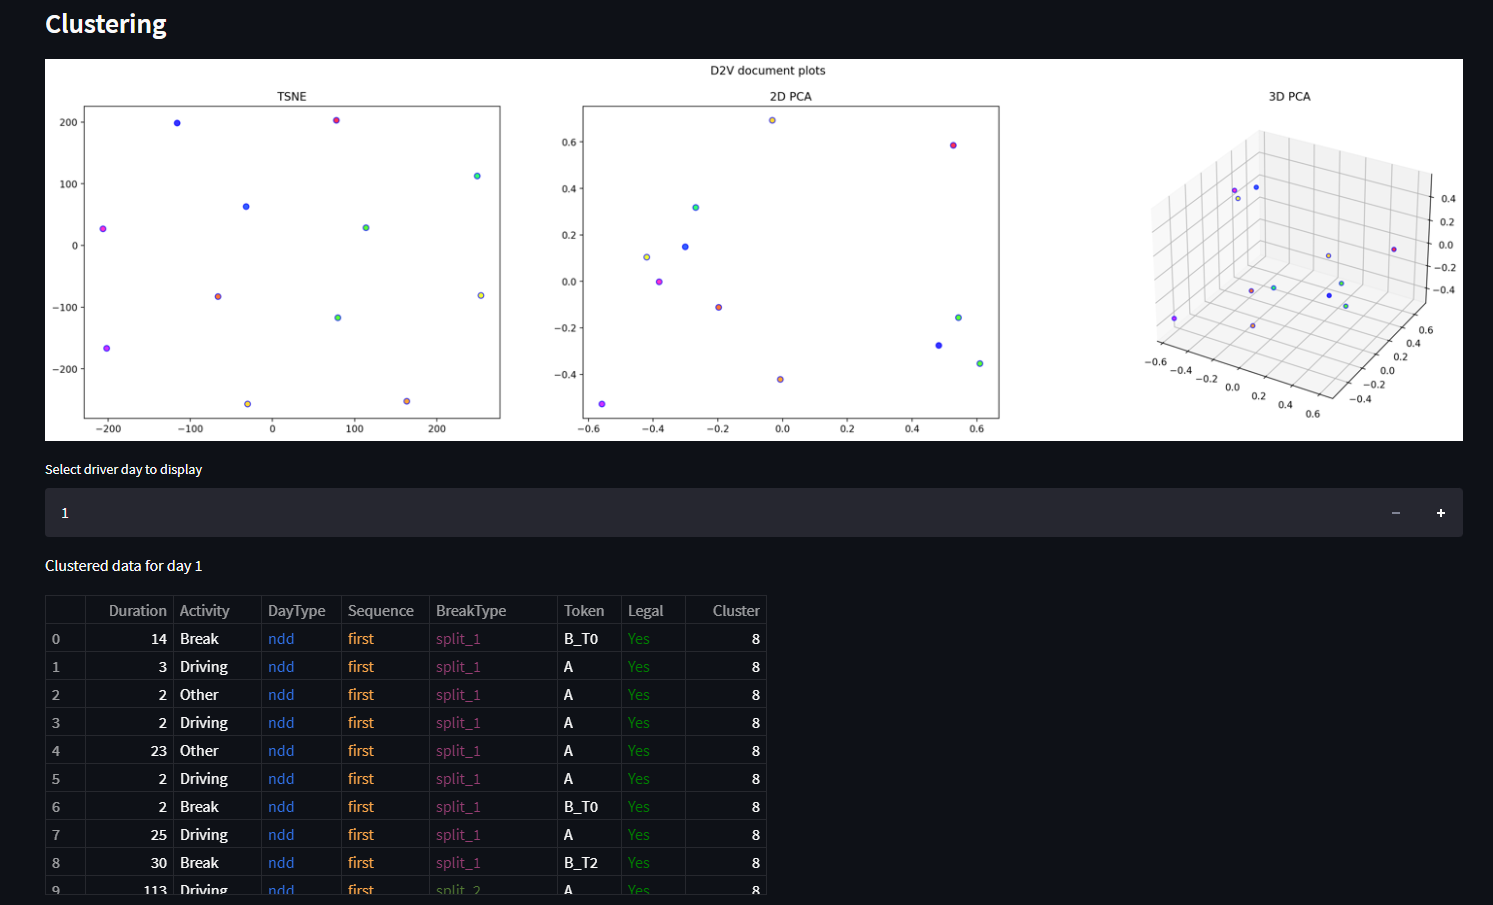 Clustering
D2V document plots
TSNE
2D PCA
3D PCA
200
100
0
−100
−200
−200 −100 0 100 200
0.6
0.4
0.2
0.0
−0.2
−0.4
−0.6 −0.4 −0.2 0.0 0.2 0.4 0.6
0.4
0.2
0.0
−0.2
−0.4
−0.6 −0.4 −0.2 0.0 0.2 0.4 0.6
0.6
0.4
0.2
0.0
−0.2
−0.4
Select driver day to display
1 − +
Clustered data for day 1
Duration Activity DayType Sequence BreakType Token Legal Cluster
0 14 Break ndd first split_1 B_T0 Yes 8
1 3 Driving ndd first split_1 A Yes 8
2 2 Other ndd first split_1 A Yes 8
3 2 Driving ndd first split_1 A Yes 8
4 23 Other ndd first split_1 A Yes 8
5 2 Driving ndd first split_1 A Yes 8
6 2 Break ndd first split_1 B_T0 Yes 8
7 25 Driving ndd first split_1 A Yes 8
8 30 Break ndd first split_1 B_T2 Yes 8
9 113 Driving ndd first split_2 A Yes 8